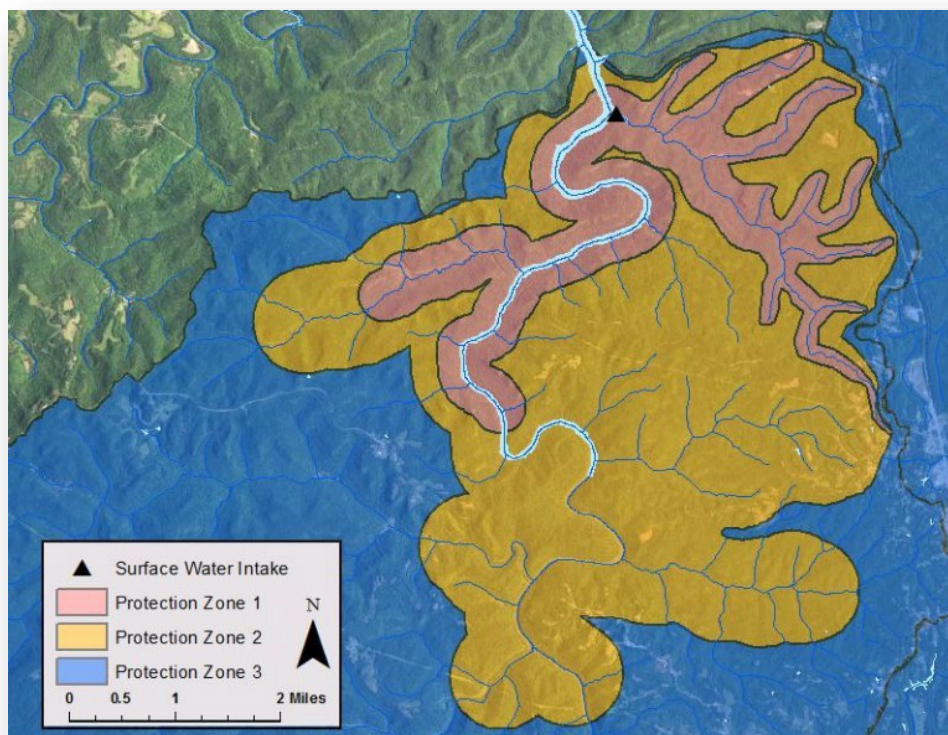 Surface Water Intake
Protection Zone 1
N
Protection Zone 2
Protection Zone 3
0 0.5 1 2 Miles